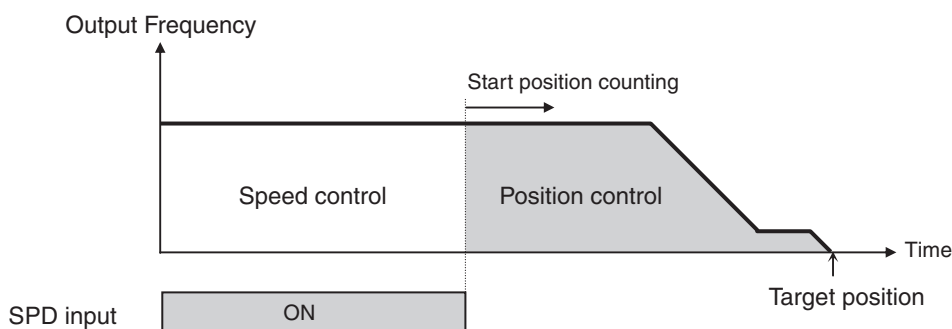 Output Frequency
Start position counting
Speed control
Position control
Time
Target position
SPD input
ON